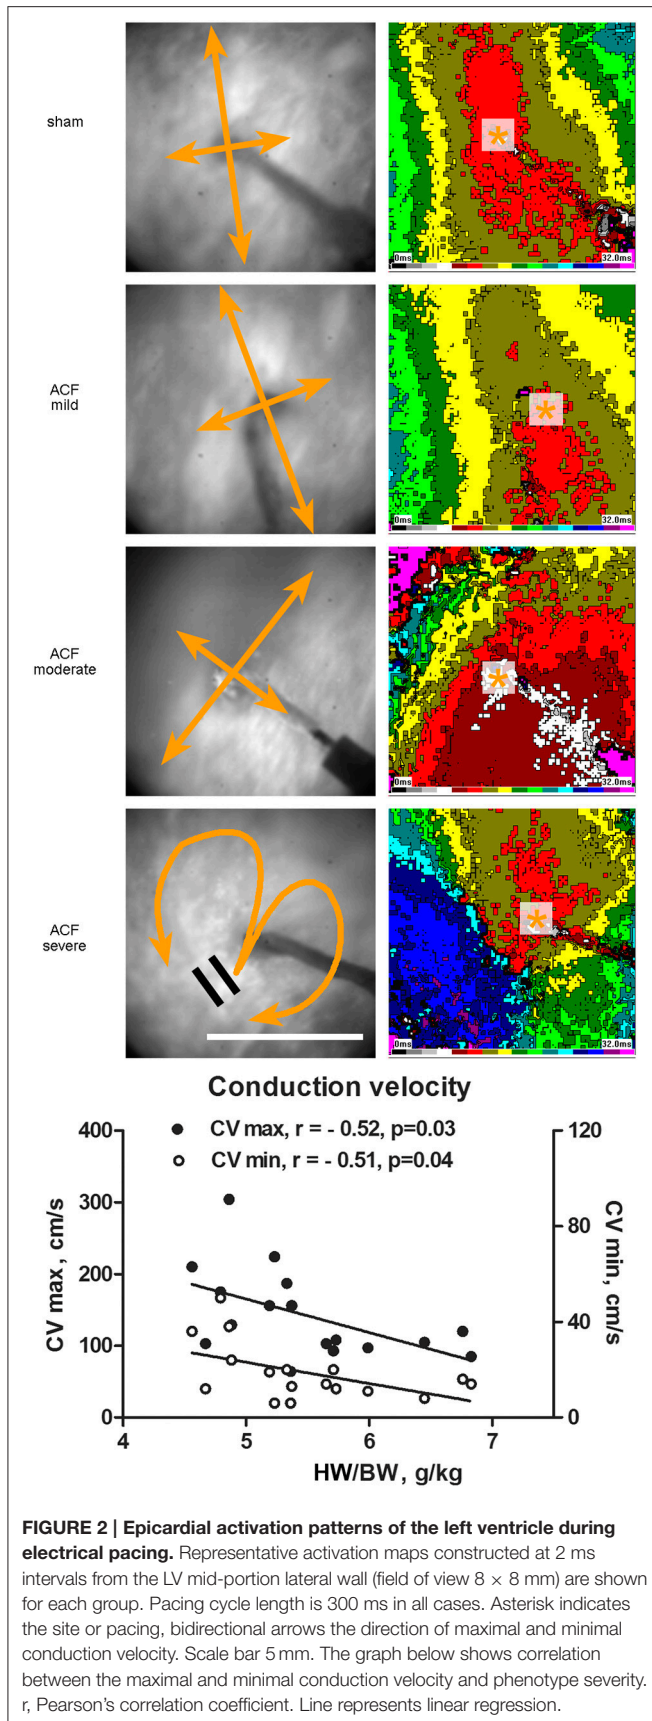 sham
0ms 32.0ms
ACF
mild
0ms 32.0ms
ACF
moderate
0ms 32.0ms
ACF
severe
0ms 32.0ms
Conduction velocity
CV max, r = - 0.52, p=0.03
CV min, r = - 0.51, p=0.04
400
300
200
100
0
CV max, cm/s
120
80
40
0
CV min, cm/s
4 5 6 7
HW/BW, g/kg
FIGURE 2 | Epicardial activation patterns of the left ventricle during
electrical pacing. Representative activation maps constructed at 2 ms
intervals from the LV mid-portion lateral wall (field of view 8 × 8 mm) are shown
for each group. Pacing cycle length is 300 ms in all cases. Asterisk indicates
the site or pacing, bidirectional arrows the direction of maximal and minimal
conduction velocity. Scale bar 5 mm. The graph below shows correlation
between the maximal and minimal conduction velocity and phenotype severity.
r, Pearson's correlation coefficient. Line represents linear regression.